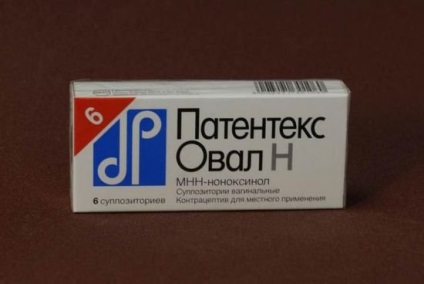 6
Патентекс
Овал Н
МНН-ноноксинол
Суппозитории вагинальные
Контрацептив для местного применения
6 суппозиториев